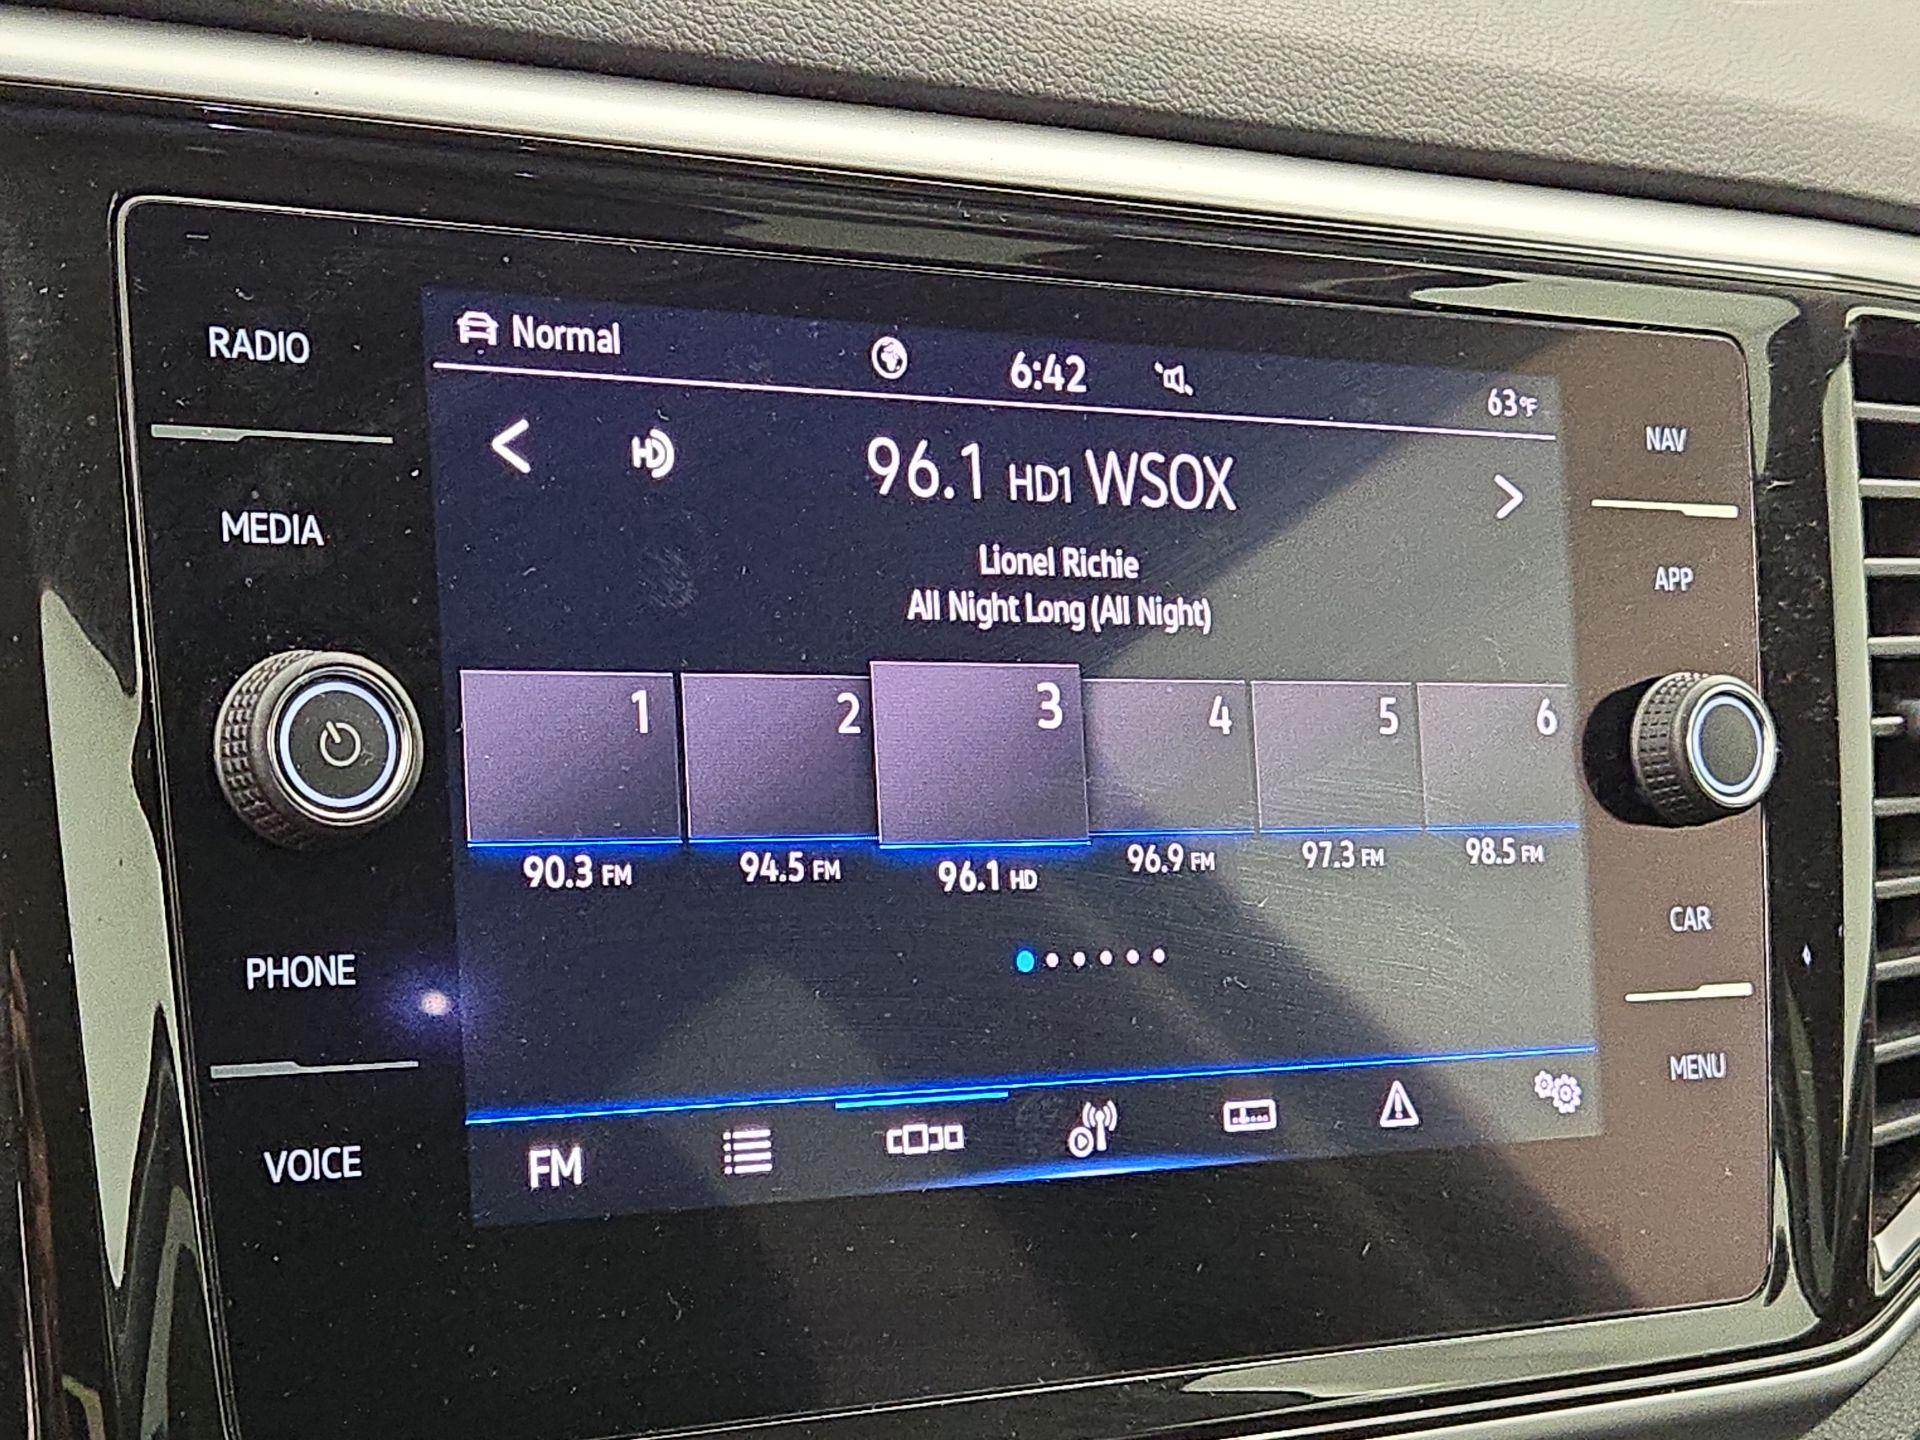 RADIO
MEDIA
PHONE
VOICE
Normal
6:42
63°F
HD
96.1 HD1 WSOX
Lionel Richie
All Night Long (All Night)
1 2 3 4 5 6
90.3 FM 94.5 FM 96.1 HD 96.9 FM 97.3 FM 98.5 FM
FM
NAV
APP
CAR
MENU